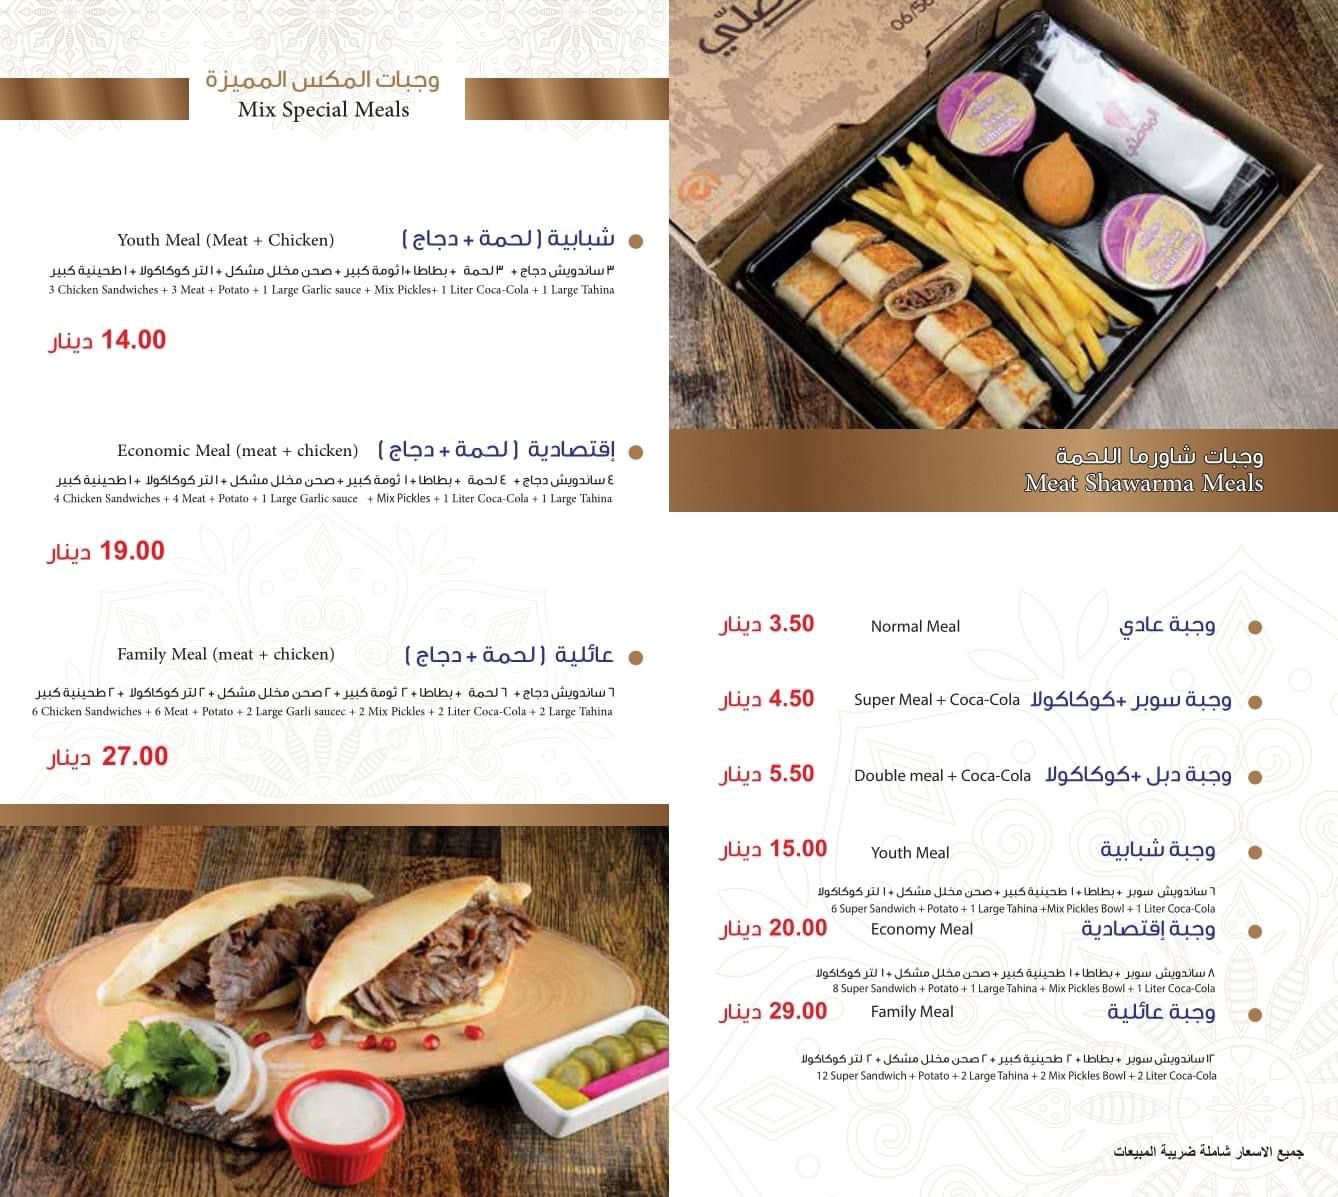 وجبات المكس المميزة
Mix Special Meals
Youth Meal (Meat + Chicken) شبابية ( لحمة + دجاج )
٣ ساندويش دجاج + ٣ لحمة + بطاطا +١ ثومة كبير + صحن مخلل مشكل + ١ لتر كوكاكولا + ١ طحينية كبير
3 Chicken Sandwiches + 3 Meat + Potato + 1 Large Garlic sauce + Mix Pickles+ 1 Liter Coca-Cola + 1 Large Tahina
14.00 دينار
Economic Meal (meat + chicken) إقتصادية ( لحمة + دجاج )
٤ ساندويش دجاج + ٤ لحمة + بطاطا + ١ ثومة كبير + صحن مخلل مشكل + ١ لتر كوكاكولا + ١ طحينية كبير
4 Chicken Sandwiches + 4 Meat + Potato + 1 Large Garlic sauce + Mix Pickles + 1 Liter Coca-Cola + 1 Large Tahina
19.00 دينار
Family Meal (meat + chicken) عائلية ( لحمة + دجاج )
٦ ساندويش دجاج + ٦ لحمة + بطاطا + ٢ ثومة كبير + ٢ صحن مخلل مشكل + ٢ لتر كوكاكولا + ٢ طحينية كبير
6 Chicken Sandwiches + 6 Meat + Potato + 2 Large Garli saucec + 2 Mix Pickles + 2 Liter Coca-Cola + 2 Large Tahina
27.00 دينار
وجبات شاورما اللحمة
Meat Shawarma Meals
3.50 دينار Normal Meal وجبة عادي
4.50 دينار Super Meal + Coca-Cola وجبة سوبر +كوكاكولا
5.50 دينار Double meal + Coca-Cola وجبة دبل +كوكاكولا
15.00 دينار Youth Meal وجبة شبابية
٦ ساندويش سوبر + بطاطا + ١ طحينية كبير + صحن مخلل مشكل + ١ لتر كوكاكولا
6 Super Sandwich + Potato + 1 Large Tahina +Mix Pickles Bowl + 1 Liter Coca-Cola
20.00 دينار Economy Meal وجبة إقتصادية
٨ ساندويش سوبر + بطاطا + ١ طحينية كبير + صحن مخلل مشكل + ١ لتر كوكاكولا
8 Super Sandwich + Potato + 1 Large Tahina + Mix Pickles Bowl + 1 Liter Coca-Cola
29.00 دينار Family Meal وجبة عائلية
١٢ ساندويش سوبر + بطاطا + ٢ طحينية كبير + ٢ صحن مخلل مشكل + ٢ لتر كوكاكولا
12 Super Sandwich + Potato + 2 Large Tahina + 2 Mix Pickles Bowl + 2 Liter Coca-Cola
جميع الاسعار شاملة ضريبة المبيعات